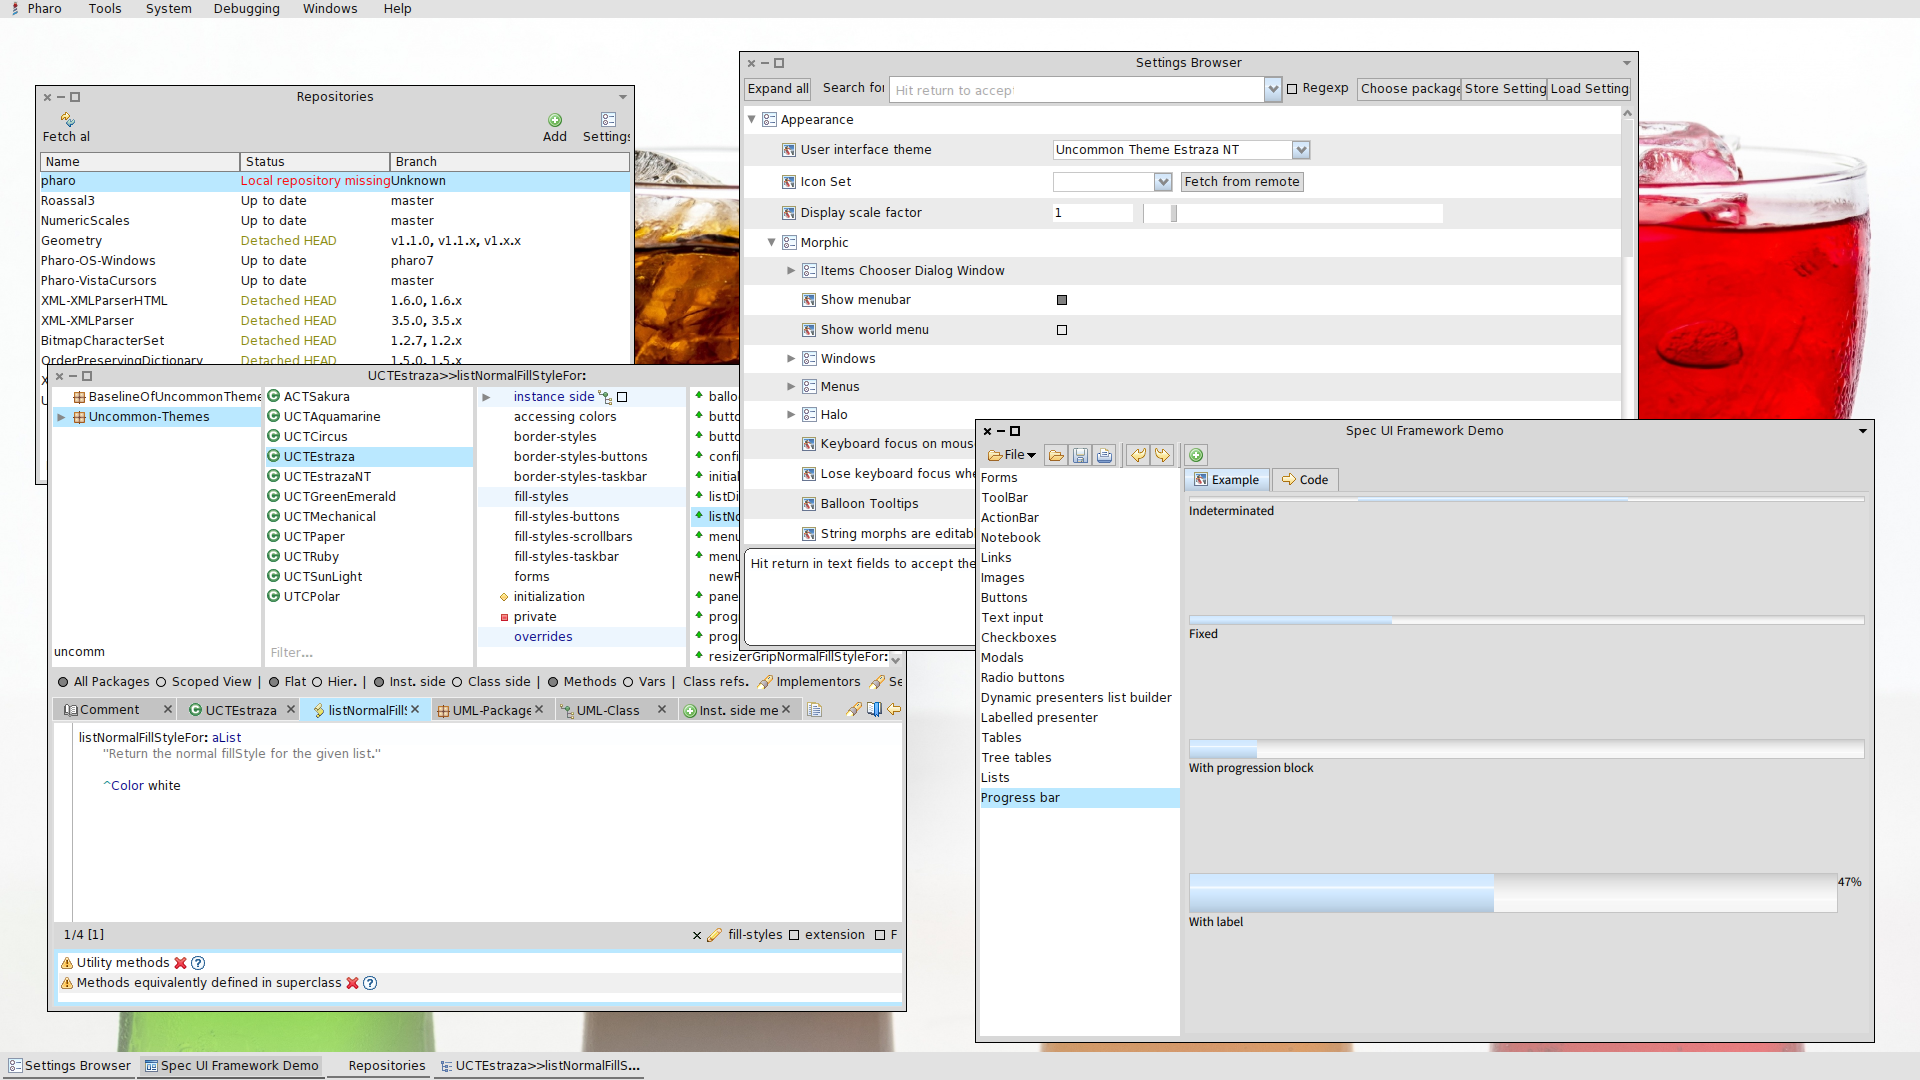 Pharo Tools System Debugging Windows Repositories Help
Repositories
Fetch al Add Settings
Name Status Branch
pharo Local repository missing Unknown
Roassal3 Up to date master
NumericScales Up to date master
Geometry Detached HEAD v1.1.0, v1.1.x, v1.x.x
Pharo-OS-Windows Up to date pharo7
Pharo-VistaCursors Up to date master
XML-XMLParserHTML Detached HEAD 1.6.0, 1.6.x
XML-XMLParser Detached HEAD 3.5.0, 3.5.x
BitmapCharacterSet Detached HEAD 1.2.7, 1.2.x
OrderPreservingDictionary Detached HEAD 1.5.0, 1.5.x
Settings Browser
Expand all Search for Hit return to accept Regexp Choose package Store Setting Load Setting
Appearance
User interface theme Uncommon Theme Estraza NT
Icon Set Fetch from remote
Display scale factor 1
Morphic
Items Chooser Dialog Window
Show menubar
Show world menu
Windows
Menus
Halo
Keyboard focus on mous
Lose keyboard focus whe
Balloon Tooltips
String morphs are editab
Hit return in text fields to accept the
UCTEstraza>>listNormalFillStyleFor:
BaselineOfUncommonTheme
Uncommon-Themes
uncomm
ACTSakura
UCTAquamarine
UCTCircus
UCTEstraza
UCTEstrazaNT
UCTGreenEmerald
UCTMechanical
UCTPaper
UCTRuby
UCTSunLight
UTCPolar
Filter...
instance side
accessing colors
border-styles
border-styles-buttons
border-styles-taskbar
fill-styles
fill-styles-buttons
fill-styles-scrollbars
fill-styles-taskbar
forms
initialization
private
overrides
ballo
butto
butto
confi
initial
listDi
listNo
menu
menu
newR
pane
prog
prog
resizerGripNormalFillStyleFor:
All Packages Scoped View | Flat Hier. | Inst. side Class side | Methods Vars | Class refs. Implementors Se
Comment UCTEstraza listNormalFillS UML-Package UML-Class Inst. side me
listNormalFillStyleFor: aList
"Return the normal fillStyle for the given list."
^Color white
1/4 [1] fill-styles extension F
Utility methods
Methods equivalently defined in superclass
Spec UI Framework Demo
File
Forms
ToolBar
ActionBar
Notebook
Links
Images
Buttons
Text input
Checkboxes
Modals
Radio buttons
Dynamic presenters list builder
Labelled presenter
Tables
Tree tables
Lists
Progress bar
Example Code
Indeterminated
Fixed
With progression block
47%
With label
Settings Browser Spec UI Framework Demo Repositories UCTEstraza>>listNormalFillS...